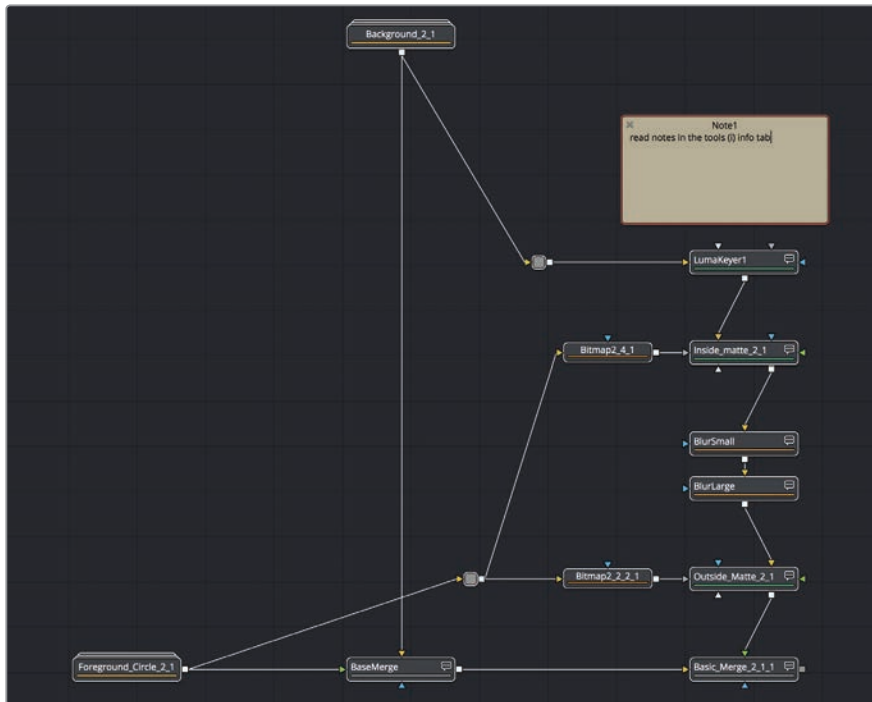 Background_2_1
Note1
read notes in the tools (i) info tab
LumaKeyer1
Bitmap2_4_1
Inside_matte_2_1
BlurSmall
BlurLarge
Bitmap2_2_2_1
Outside_Matte_2_1
Foreground_Circle_2_1
BaseMerge
Basic_Merge_2_1_1